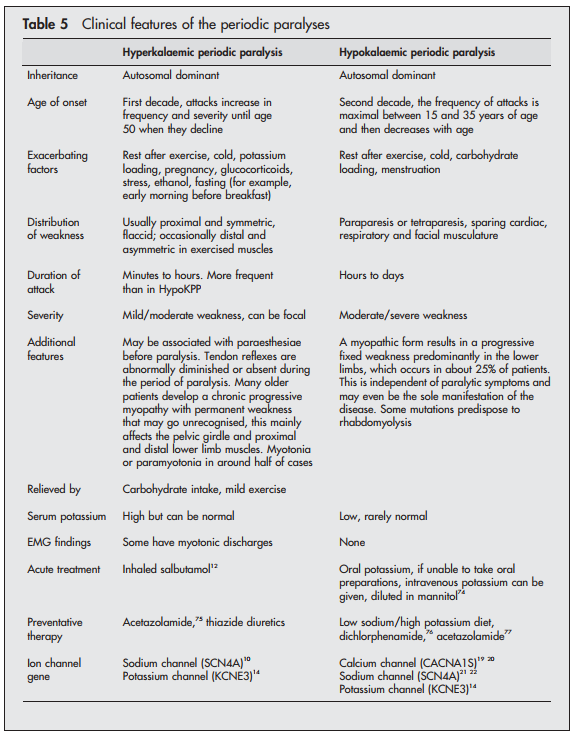 Table 5 Clinical features of the periodic paralyses
Hyperkalaemic periodic paralysis Hypokalaemic periodic paralysis
Inheritance Autosomal dominant Autosomal dominant
Age of onset First decade, attacks increase in Second decade, the frequency of attacks is
frequency and severity until age maximal between 15 and 35 years of age
50 when they decline and then decreases with age
Exacerbating Rest after exercise, cold, potassium Rest after exercise, cold, carbohydrate
factors loading, pregnancy, glucocorticoids, loading, menstruation
stress, ethanol, fasting (for example,
early morning before breakfast)
Distribution Usually proximal and symmetric, Paraparesis or tetraparesis, sparing cardiac,
of weakness flaccid; occasionally distal and respiratory and facial musculature
asymmetric in exercised muscles
Duration of Minutes to hours. More frequent Hours to days
attack than in HypoKPP
Severity Mild/moderate weakness, can be focal Moderate/severe weakness
Additional May be associated with paraesthesiae A myopathic form results in a progressive
features before paralysis. Tendon reflexes are fixed weakness predominantly in the lower
abnormally diminished or absent during limbs, which occurs in about 25% of patients.
the period of paralysis. Many older This is independent of paralytic symptoms and
patients develop a chronic progressive may even be the sole manifestation of the
myopathy with permanent weakness disease. Some mutations predispose to
that may go unrecognised, this mainly rhabdomyolysis
affects the pelvic girdle and proximal
and distal lower limb muscles. Myotonia
or paramyotonia in around half of cases
Relieved by Carbohydrate intake, mild exercise
Serum potassium High but can be normal Low, rarely normal
EMG findings Some have myotonic discharges None
Acute treatment Inhaled salbutamol¹² Oral potassium, if unable to take oral
preparations, intravenous potassium can be
given, diluted in mannitol⁷⁴
Preventative Acetazolamide,⁷⁵ thiazide diuretics Low sodium/high potassium diet,
therapy dichlorphenamide,⁷⁶ acetazolamide⁷⁷
Ion channel Sodium channel (SCN4A)¹⁰ Calcium channel (CACNA1S)¹⁹ ²⁰
gene Potassium channel (KCNE3)¹⁴ Sodium channel (SCN4A)²¹ ²²
Potassium channel (KCNE3)¹⁴